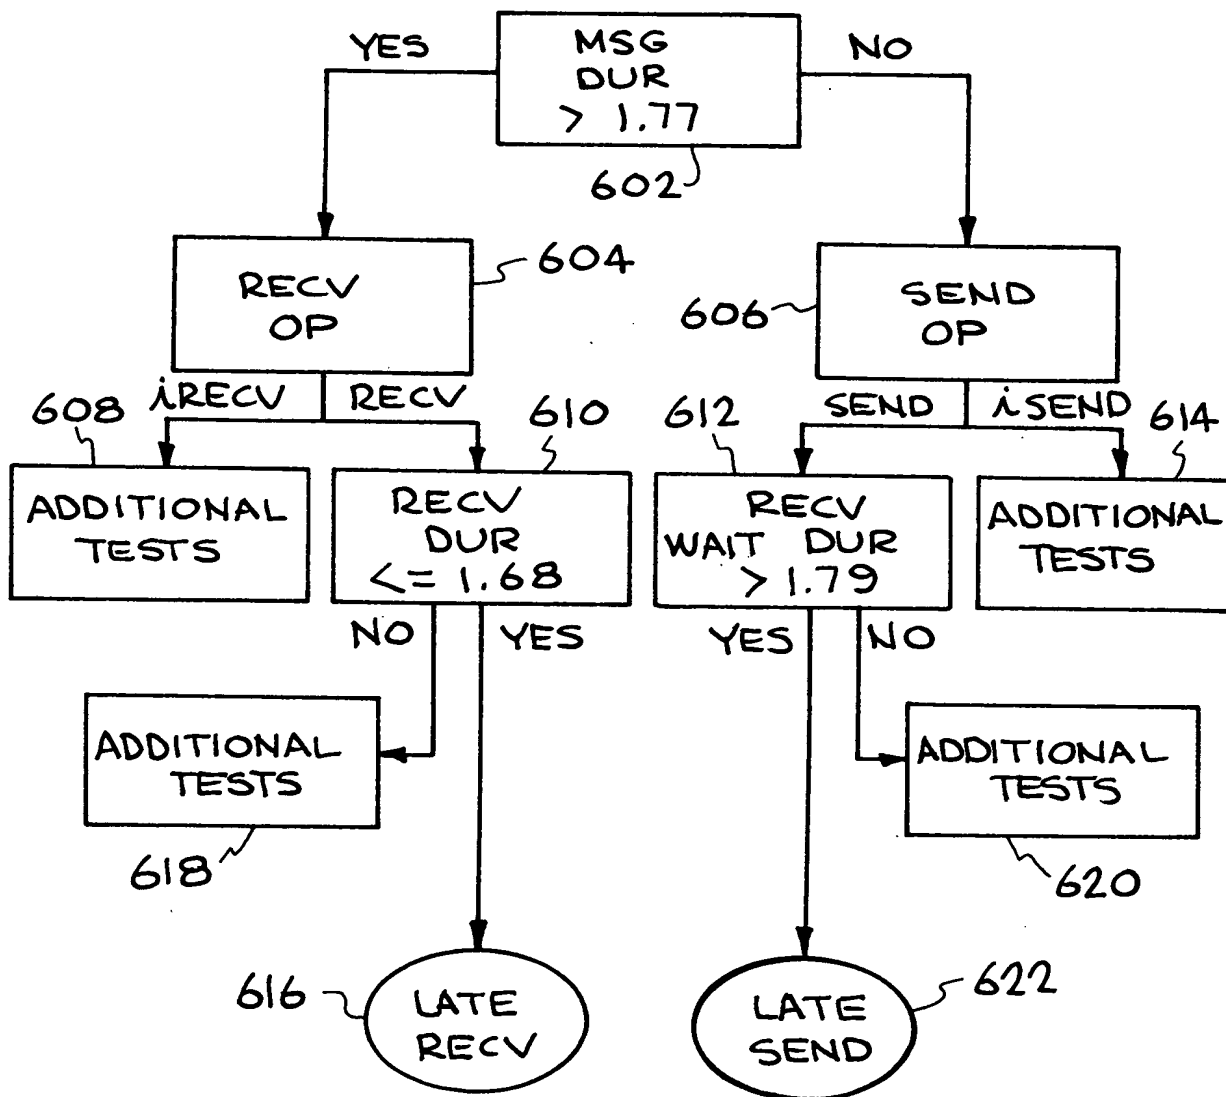 YES
MSG
DUR
> 1.77
NO
602
RECV
OP
604
606
SEND
OP
608
iRECV
RECV
610
612
SEND
iSEND
614
ADDITIONAL
TESTS
RECV
DUR
<= 1.68
RECV
WAIT DUR
> 1.79
ADDITIONAL
TESTS
NO
YES
YES
NO
ADDITIONAL
TESTS
618
ADDITIONAL
TESTS
620
616
LATE
RECV
LATE
SEND
622